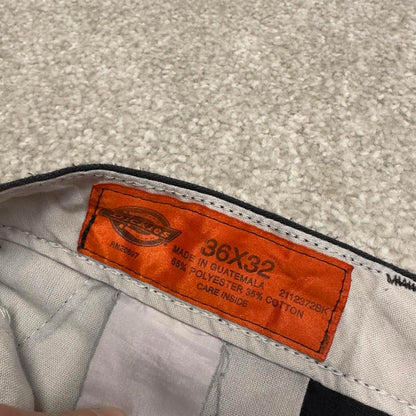 Dickies
36X32
MADE IN GUATEMALA
65% POLYESTER 35% COTTON
CARE INSIDE
2112372BK